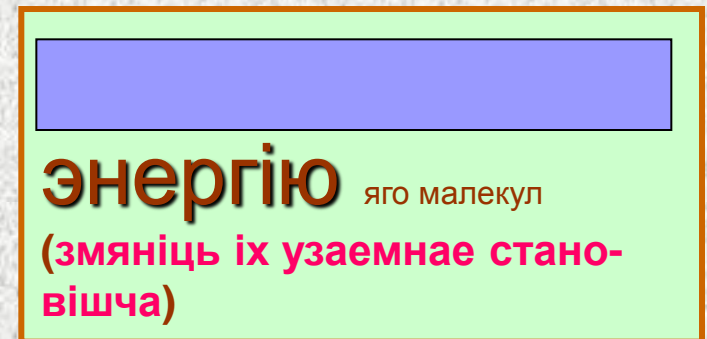 энергію яго малекул
(змяніць іх узаемнае стано-
вішча)